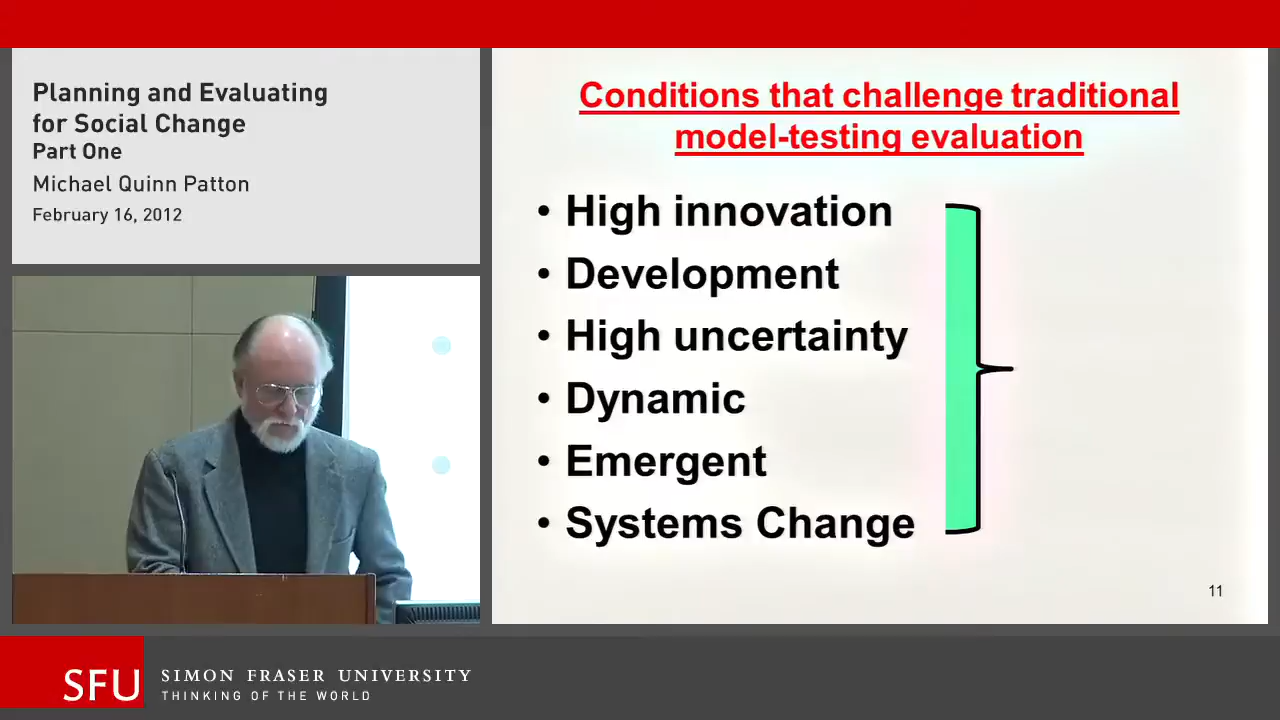 Planning and Evaluating
for Social Change
Part One
Michael Quinn Patton
February 16, 2012
Conditions that challenge traditional
model-testing evaluation
• High innovation
• Development
• High uncertainty
• Dynamic
• Emergent
• Systems Change
11
SFU
SIMON FRASER UNIVERSITY
THINKING OF THE WORLD